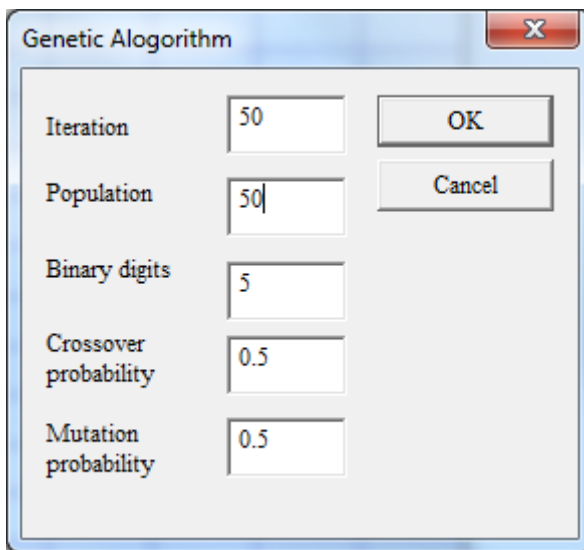 Genetic Alogorithm
Iteration
50
OK
Population
50
Cancel
Binary digits
5
Crossover
probability
0.5
Mutation
probability
0.5